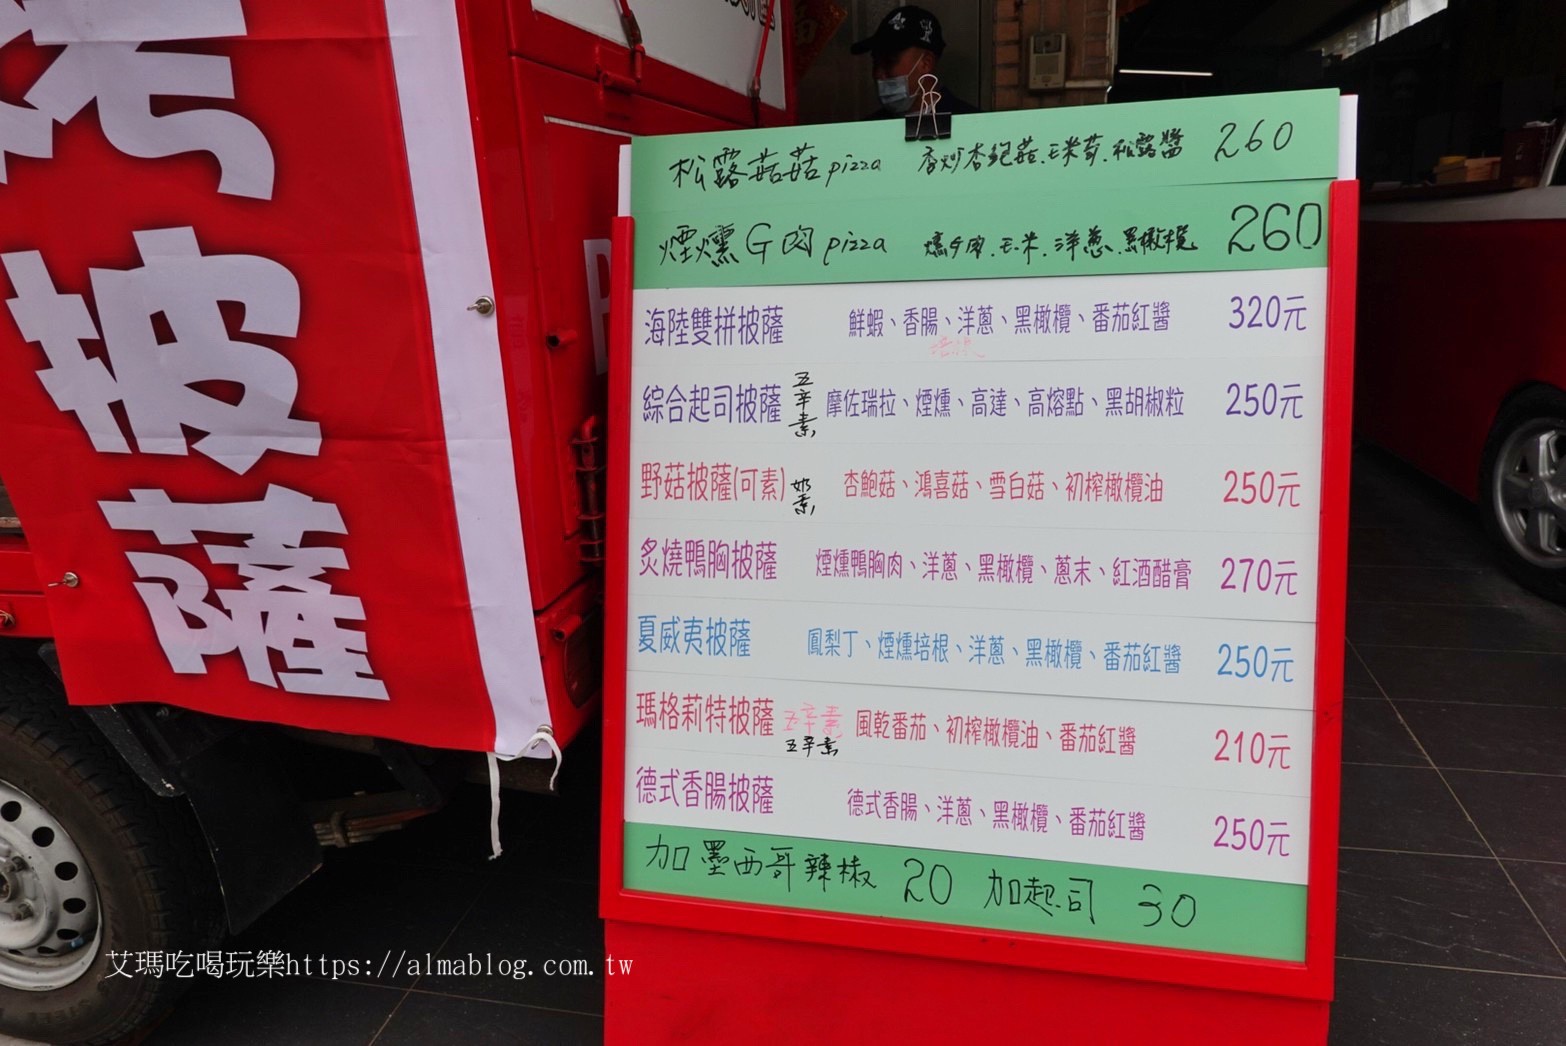 披薩
松露菇菇pizza 香炒杏鮑菇、玉米筍、松露醬 260
煙燻G肉pizza 燻G肉、玉米、洋蔥、黑橄欖 260
海陸雙拼披薩 鮮蝦、香腸、洋蔥、黑橄欖、番茄紅醬 320元
培根
綜合起司披薩 五辛素 摩佐瑞拉、煙燻、高達、高熔點、黑胡椒粒 250元
野菇披薩(可素) 奶素 杏鮑菇、鴻喜菇、雪白菇、初榨橄欖油 250元
炙燒鴨胸披薩 煙燻鴨胸肉、洋蔥、黑橄欖、蔥末、紅酒醋膏 270元
夏威夷披薩 鳳梨丁、煙燻培根、洋蔥、黑橄欖、番茄紅醬 250元
瑪格莉特披薩 五辛素 風乾番茄、初榨橄欖油、番茄紅醬 210元
五辛素
德式香腸披薩 德式香腸、洋蔥、黑橄欖、番茄紅醬 250元
加墨西哥辣椒 20 加起司 30
艾瑪吃喝玩樂https://almablog.com.tw